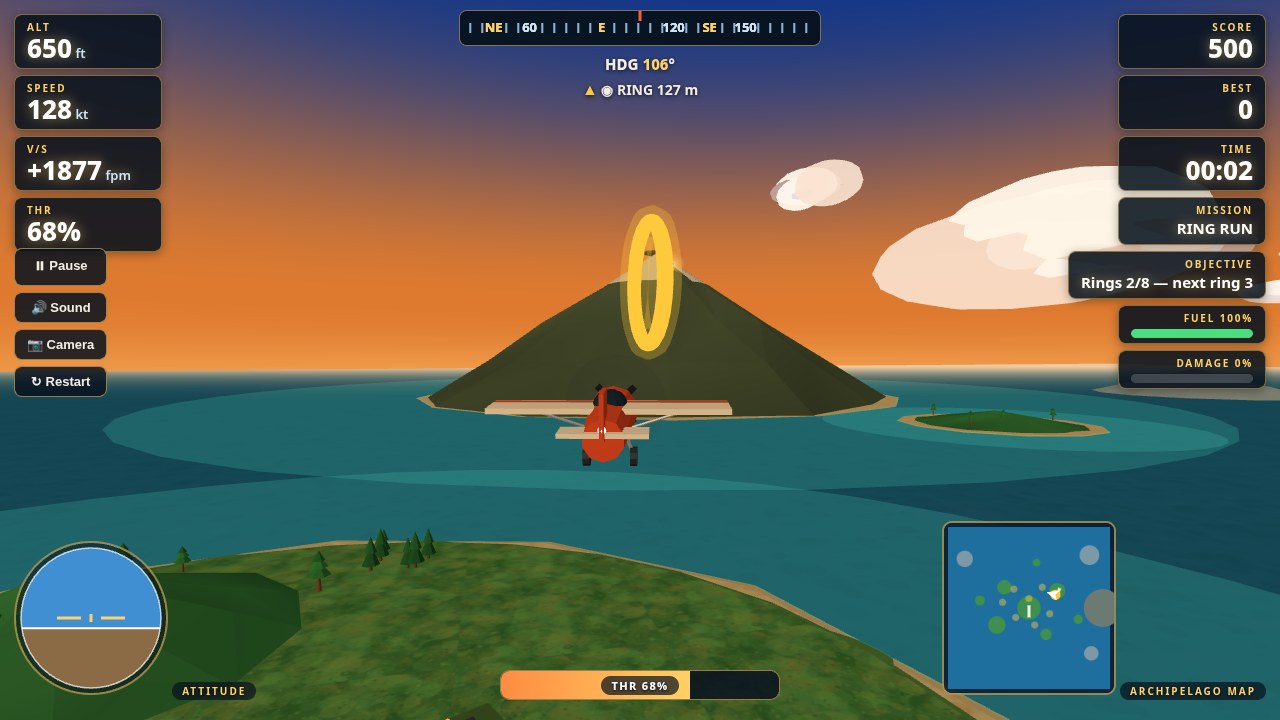 ALT
650 ft
SPEED
128 kt
V/S
+1877 fpm
THR
68%
⏸ Pause
🔊 Sound
📷 Camera
↻ Restart
NE 60 E 120 SE 150
HDG 106°
▲ ◉ RING 127 m
SCORE
500
BEST
0
TIME
00:02
MISSION
RING RUN
OBJECTIVE
Rings 2/8 — next ring 3
FUEL 100%
DAMAGE 0%
ATTITUDE
THR 68%
ARCHIPELAGO MAP